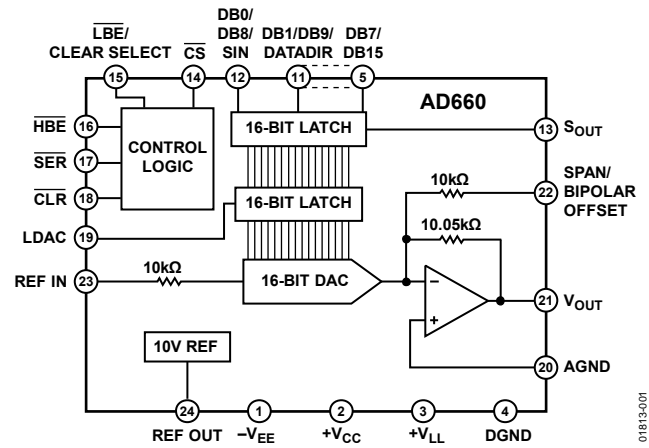 LBE/
CLEAR SELECT
CS
DB0/
DB8/
SIN
DB1/DB9/
DATADIR
DB7/
DB15
15
14
12
11
5
AD660
HBE
16
SER
17
CLR
18
CONTROL
LOGIC
16-BIT LATCH
13
SOUT
16-BIT LATCH
10kΩ
22
SPAN/
BIPOLAR
OFFSET
LDAC
19
10.05kΩ
REF IN
23
10kΩ
16-BIT DAC
–
+
21
VOUT
10V REF
20
AGND
24
1
2
3
4
REF OUT
–VEE
+VCC
+VLL
DGND
01813-001